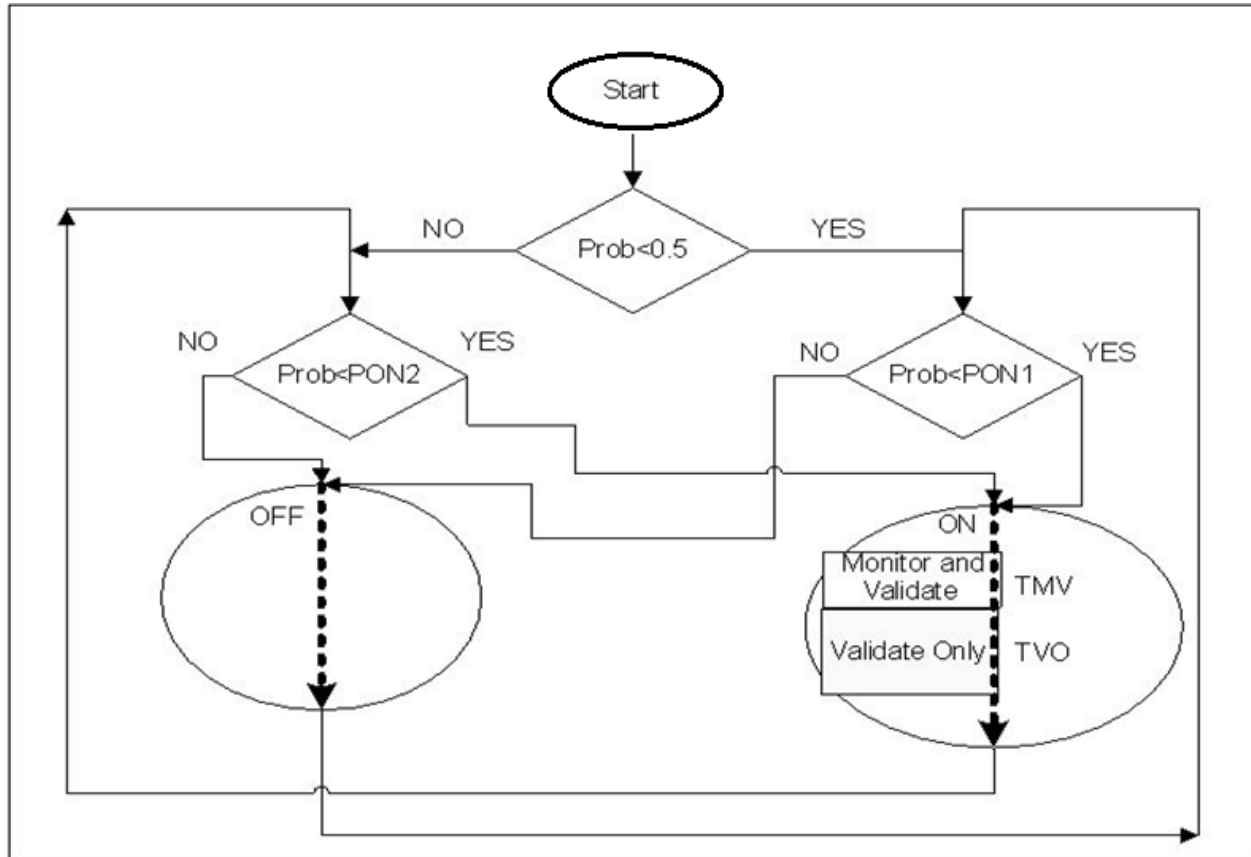 Start
NO
YES
Prob<0.5
NO
YES
NO
YES
Prob<PON2
Prob<PON1
OFF
ON
Monitor and
Validate
TMV
Validate Only
TVO